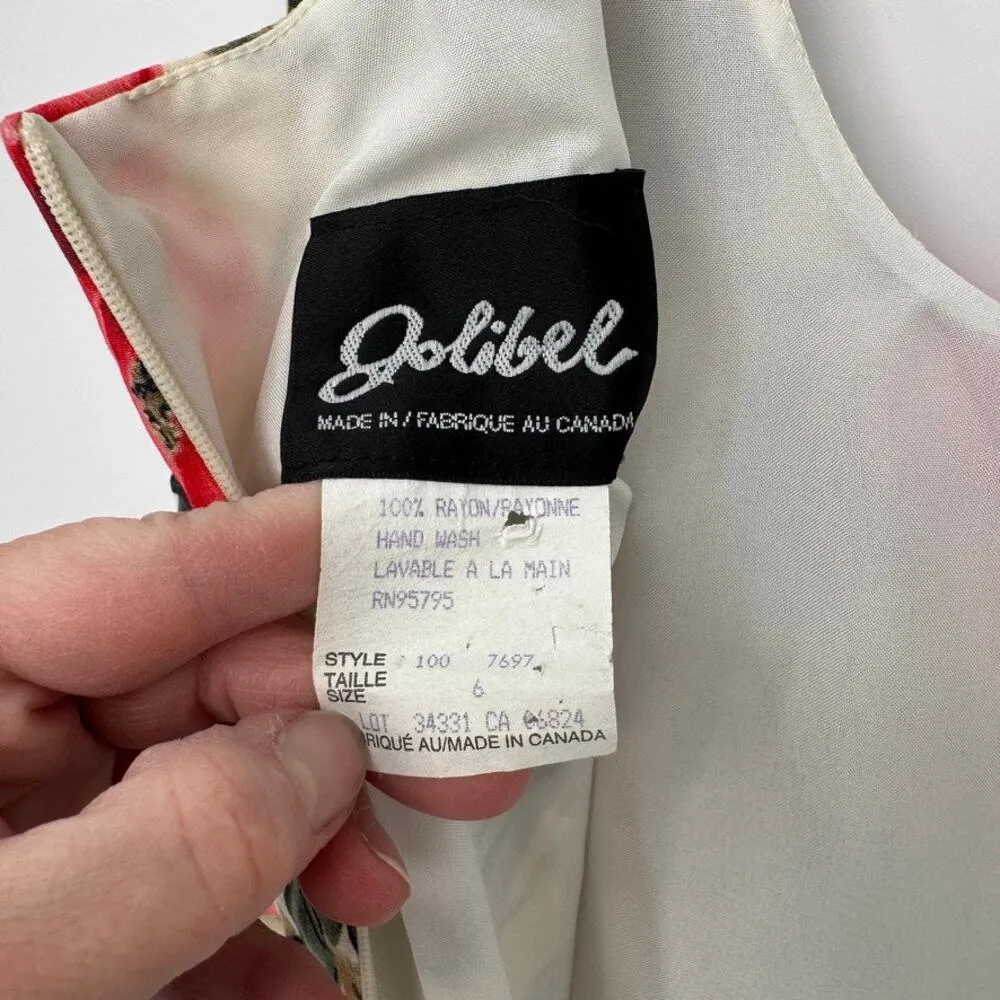 Jolibel
MADE IN / FABRIQUE AU CANADA
100% RAYON/RAYONNE
HAND WASH
LAVABLE A LA MAIN
RN95795
STYLE 100 7697
TAILLE
SIZE 6
LOT 34331 CA 06824
RIQUÉ AU/MADE IN CANADA